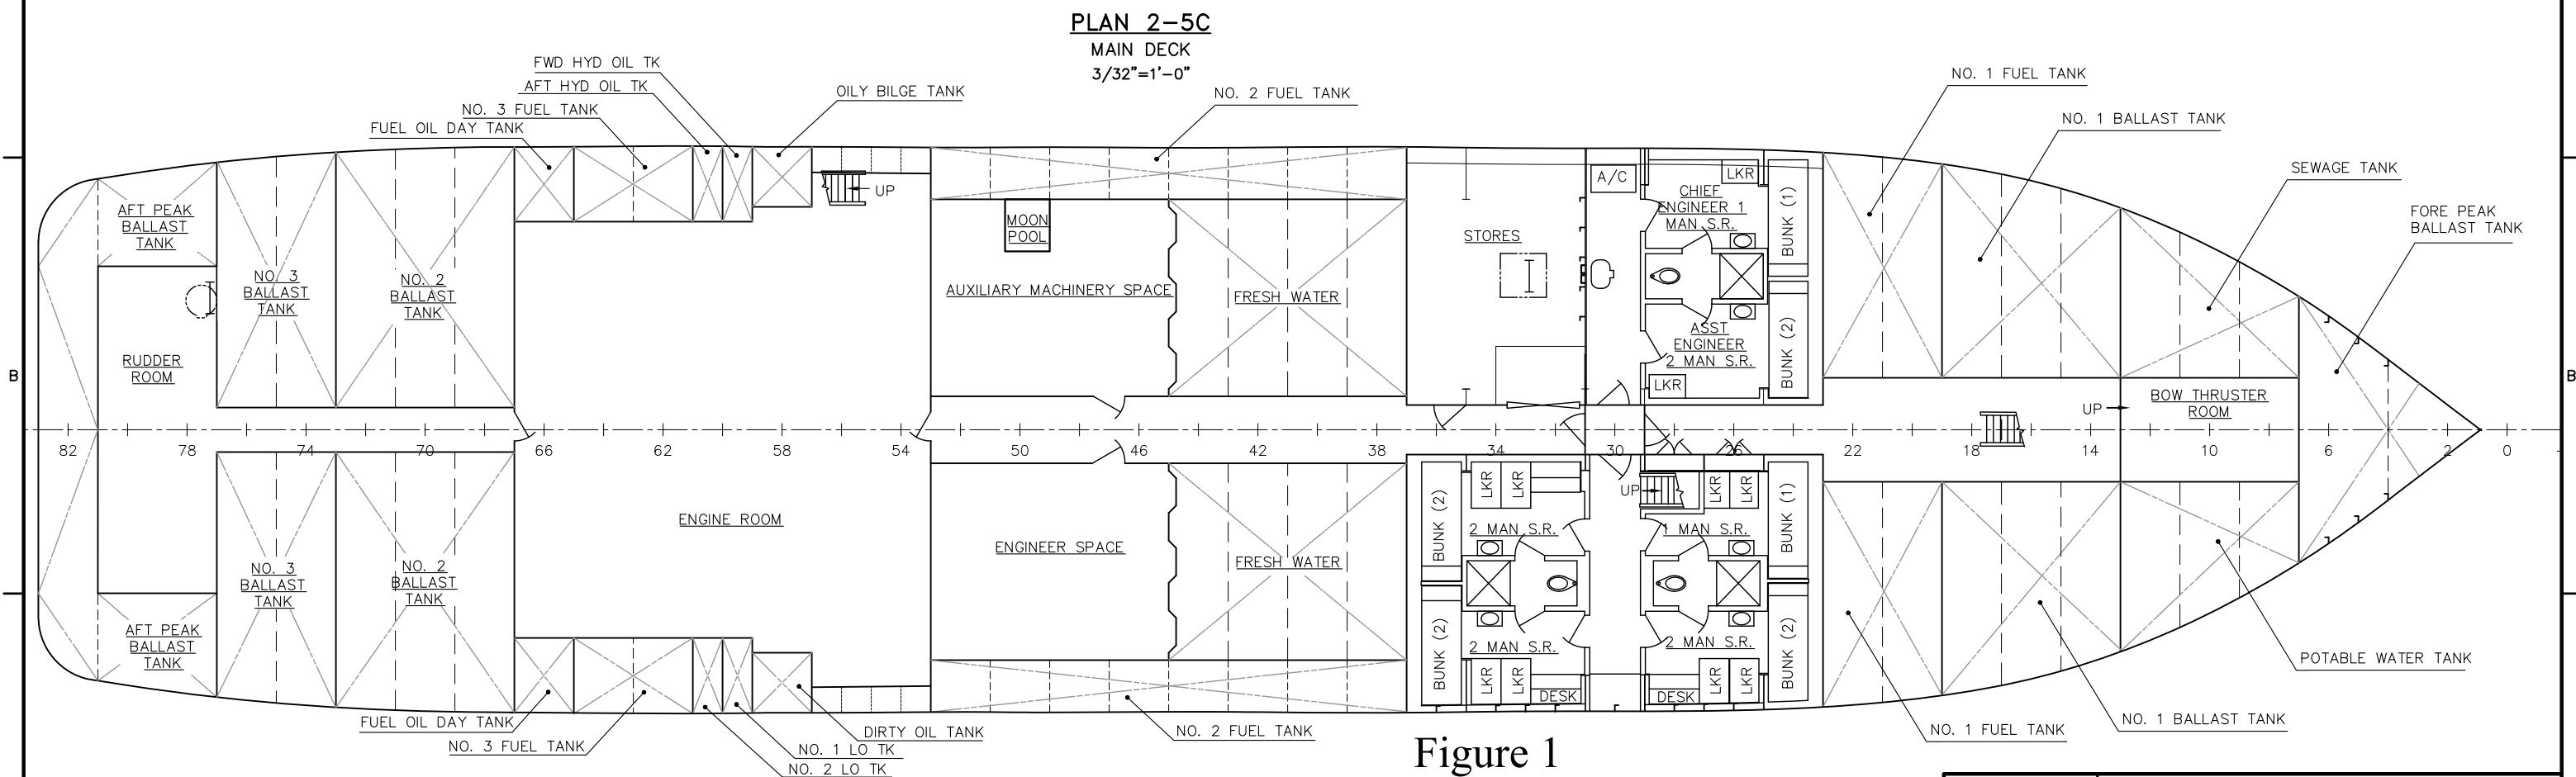 PLAN 2-5C
MAIN DECK
3/32"=1'-0"
FWD HYD OIL TK
AFT HYD OIL TK
NO. 3 FUEL TANK
FUEL OIL DAY TANK
OILY BILGE TANK
NO. 2 FUEL TANK
NO. 1 FUEL TANK
NO. 1 BALLAST TANK
SEWAGE TANK
FORE PEAK
BALLAST TANK
AFT PEAK
BALLAST
TANK
NO. 3
BALLAST
TANK
NO. 2
BALLAST
TANK
RUDDER
ROOM
UP
MOON
POOL
AUXILIARY MACHINERY SPACE
FRESH WATER
STORES
A/C
LKR
CHIEF
ENGINEER 1
MAN S.R.
BUNK (1)
ASST
ENGINEER
2 MAN S.R.
LKR
BUNK (2)
UP
BOW THRUSTER
ROOM
B
B
82 78 74 70 66 62 58 54 50 46 42 38 34 30 26 22 18 14 10 6 2 0
ENGINE ROOM
ENGINEER SPACE
FRESH WATER
NO. 3
BALLAST
TANK
NO. 2
BALLAST
TANK
AFT PEAK
BALLAST
TANK
BUNK (2)
LKR
LKR
2 MAN S.R.
UP
LKR
LKR
1 MAN S.R.
BUNK (1)
BUNK (2)
2 MAN S.R.
LKR
LKR
DESK
2 MAN S.R.
DESK
LKR
LKR
BUNK (2)
POTABLE WATER TANK
FUEL OIL DAY TANK
NO. 3 FUEL TANK
DIRTY OIL TANK
NO. 1 LO TK
NO. 2 LO TK
NO. 2 FUEL TANK
NO. 1 FUEL TANK
NO. 1 BALLAST TANK
Figure 1